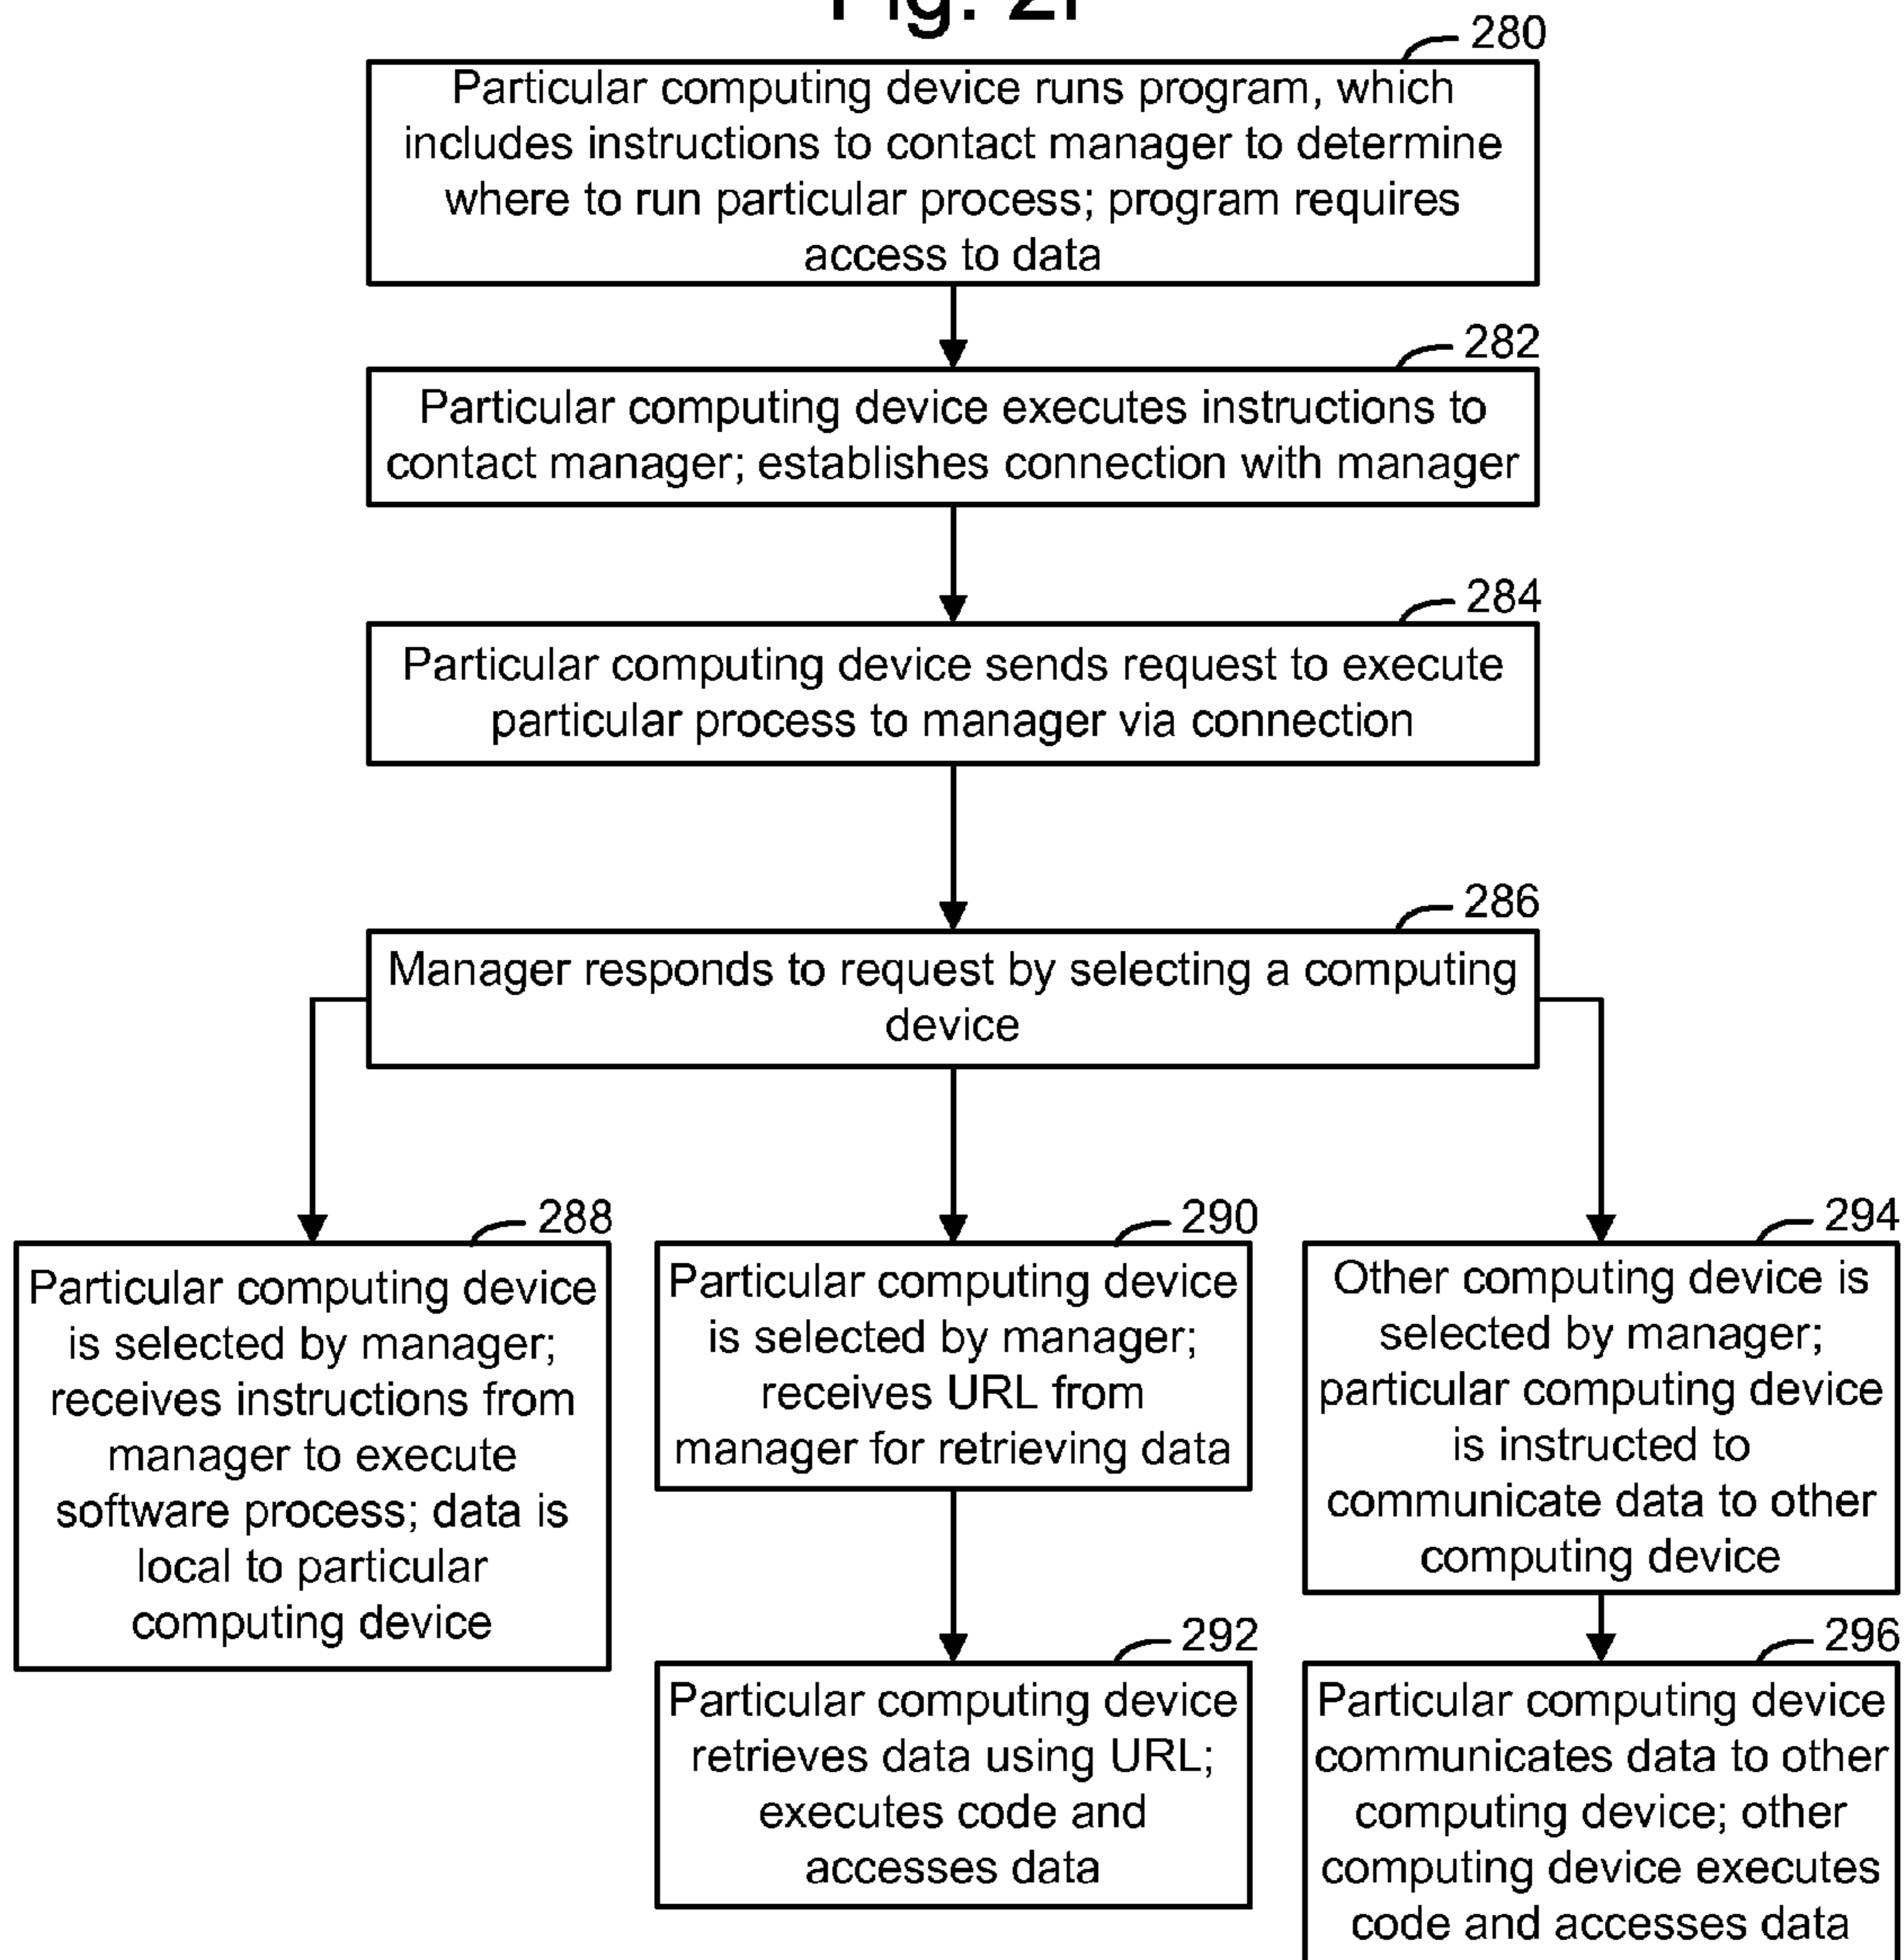 280
Particular computing device runs program, which
includes instructions to contact manager to determine
where to run particular process; program requires
access to data
282
Particular computing device executes instructions to
contact manager; establishes connection with manager
284
Particular computing device sends request to execute
particular process to manager via connection
286
Manager responds to request by selecting a computing
device
288
Particular computing device
is selected by manager;
receives instructions from
manager to execute
software process; data is
local to particular
computing device
290
Particular computing device
is selected by manager;
receives URL from
manager for retrieving data
292
Particular computing device
retrieves data using URL;
executes code and
accesses data
294
Other computing device is
selected by manager;
particular computing device
is instructed to
communicate data to other
computing device
296
Particular computing device
communicates data to other
computing device; other
computing device executes
code and accesses data